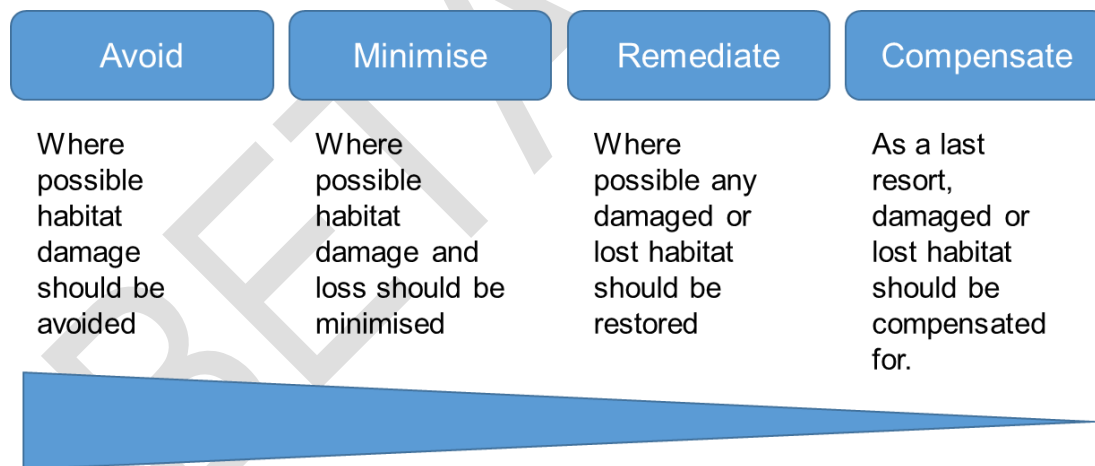 Avoid
Minimise
Remediate
Compensate
Where
possible
habitat
damage
should be
avoided
Where
possible
habitat
damage and
loss should be
minimised
Where
possible any
damaged or
lost habitat
should be
restored
As a last
resort,
damaged or
lost habitat
should be
compensated
for.
BETA